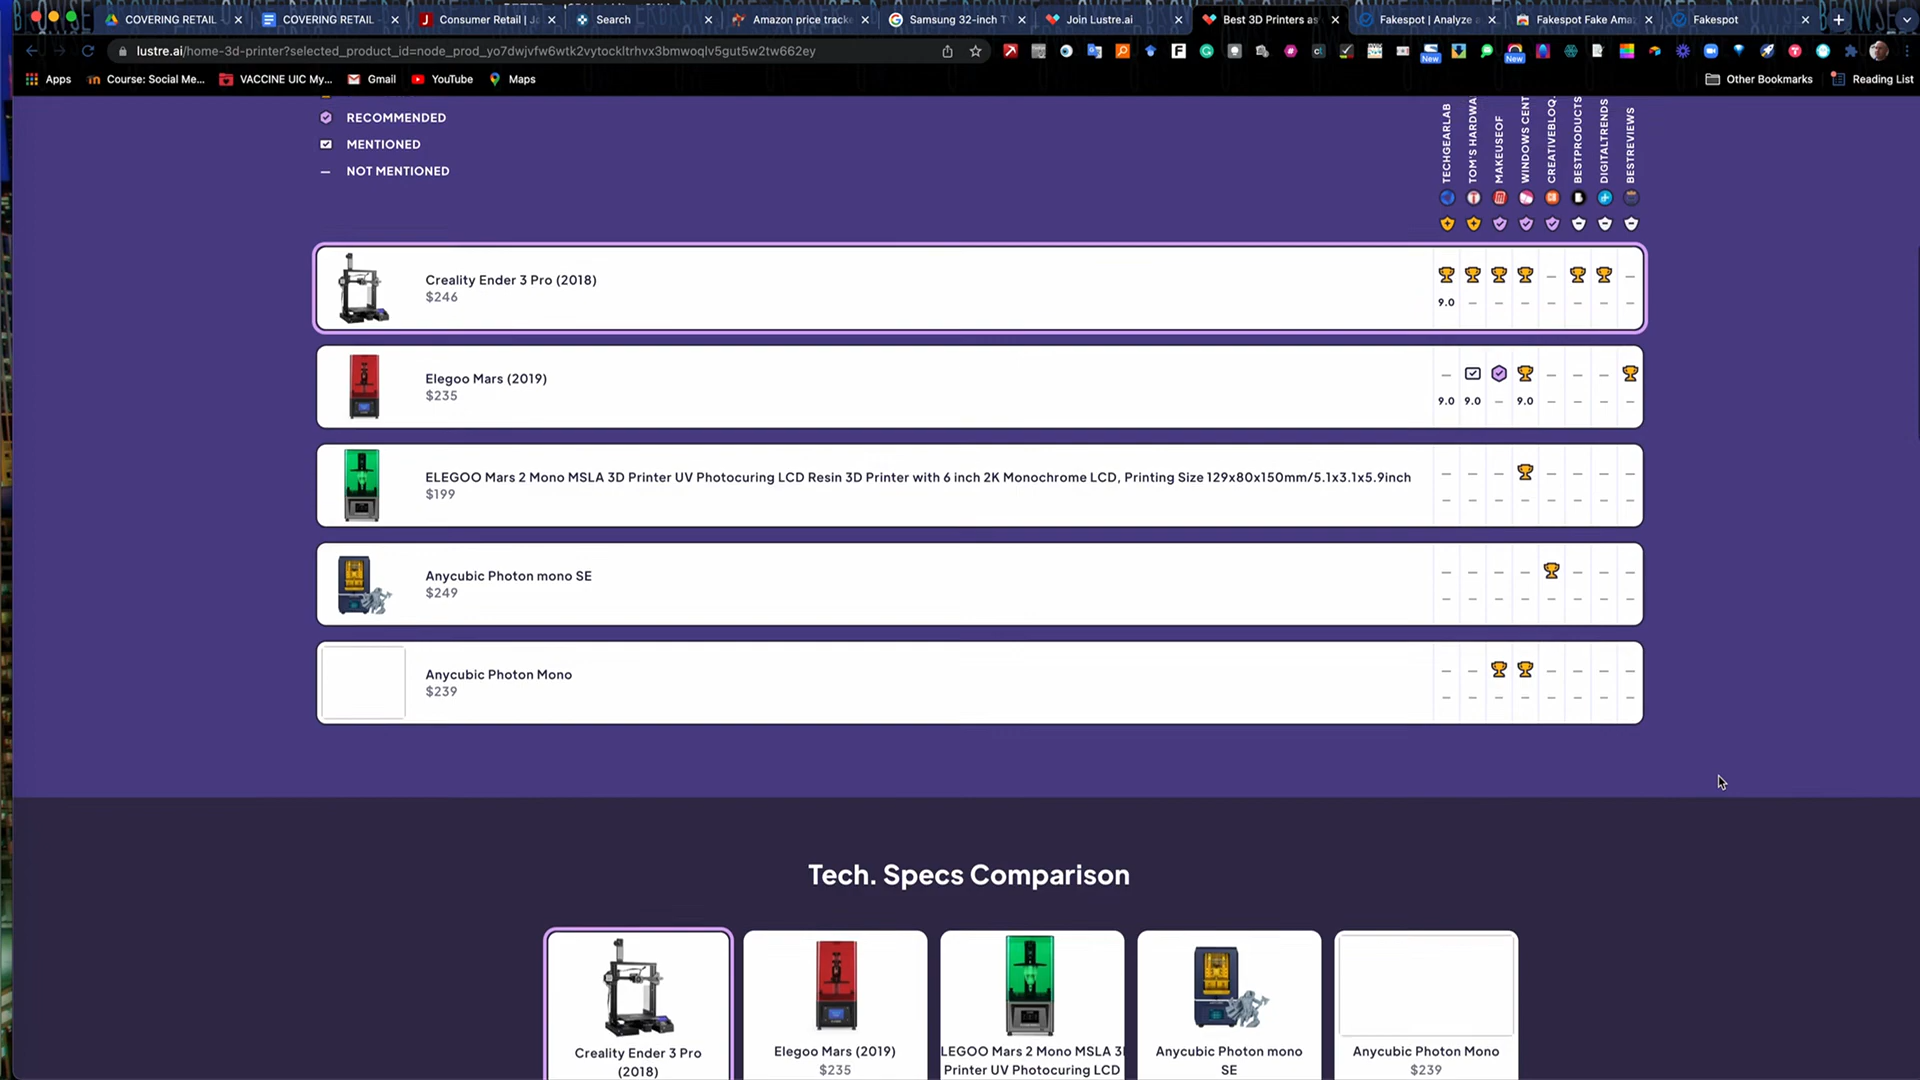 COVERING RETAIL -
COVERING RETAIL -
Consumer Retail | Jo
Search
Amazon price tracke
Samsung 32-inch T
Join Lustre.ai
Best 3D Printers as
Fakespot | Analyze a
Fakespot Fake Amaz
Fakespot
lustre.ai/home-3d-printer?selected_product_id=node_prod_yo7dwjvfw6wtk2vytockltrhvx3bmwoqlv5gut5w2tw662ey
New
New
Apps
Course: Social Me...
VACCINE UIC My...
Gmail
YouTube
Maps
Other Bookmarks
Reading List
RECOMMENDED
MENTIONED
NOT MENTIONED
TECHGEARLAB
TOM'S HARDWA
MAKEUSEOF
WINDOWS CENT
CREATIVEBLOQ.
BESTPRODUCTS
DIGITALTRENDS
BESTREVIEWS
Creality Ender 3 Pro (2018)
$246
9.0
Elegoo Mars (2019)
$235
9.0 9.0 9.0
ELEGOO Mars 2 Mono MSLA 3D Printer UV Photocuring LCD Resin 3D Printer with 6 inch 2K Monochrome LCD, Printing Size 129x80x150mm/5.1x3.1x5.9inch
$199
Anycubic Photon mono SE
$249
Anycubic Photon Mono
$239
Tech. Specs Comparison
Creality Ender 3 Pro
(2018)
Elegoo Mars (2019)
$235
LEGOO Mars 2 Mono MSLA 3
Printer UV Photocuring LCD
Anycubic Photon mono
SE
Anycubic Photon Mono
$239